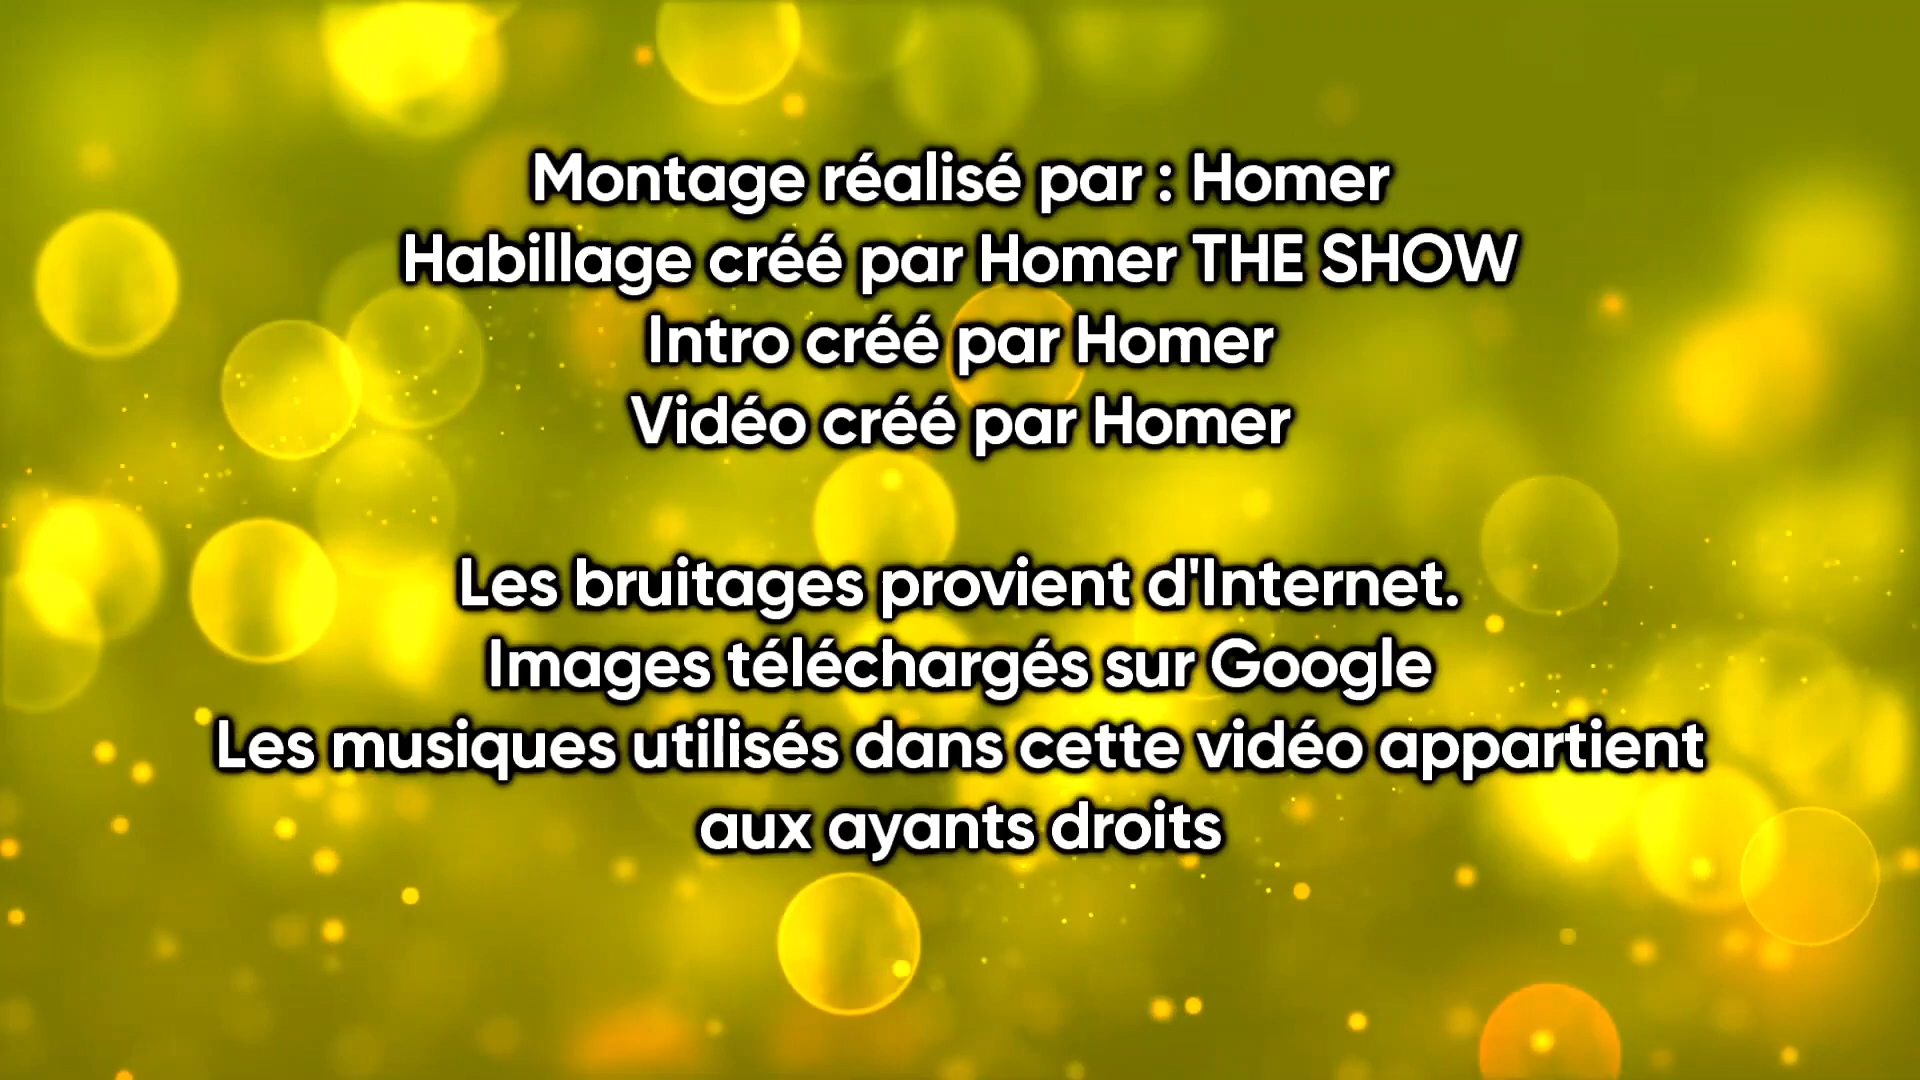 Montage réalisé par : Homer
Habillage créé par Homer THE SHOW
Intro créé par Homer
Vidéo créé par Homer
Les bruitages provient d'Internet.
Images téléchargés sur Google
Les musiques utilisés dans cette vidéo appartient
aux ayants droits